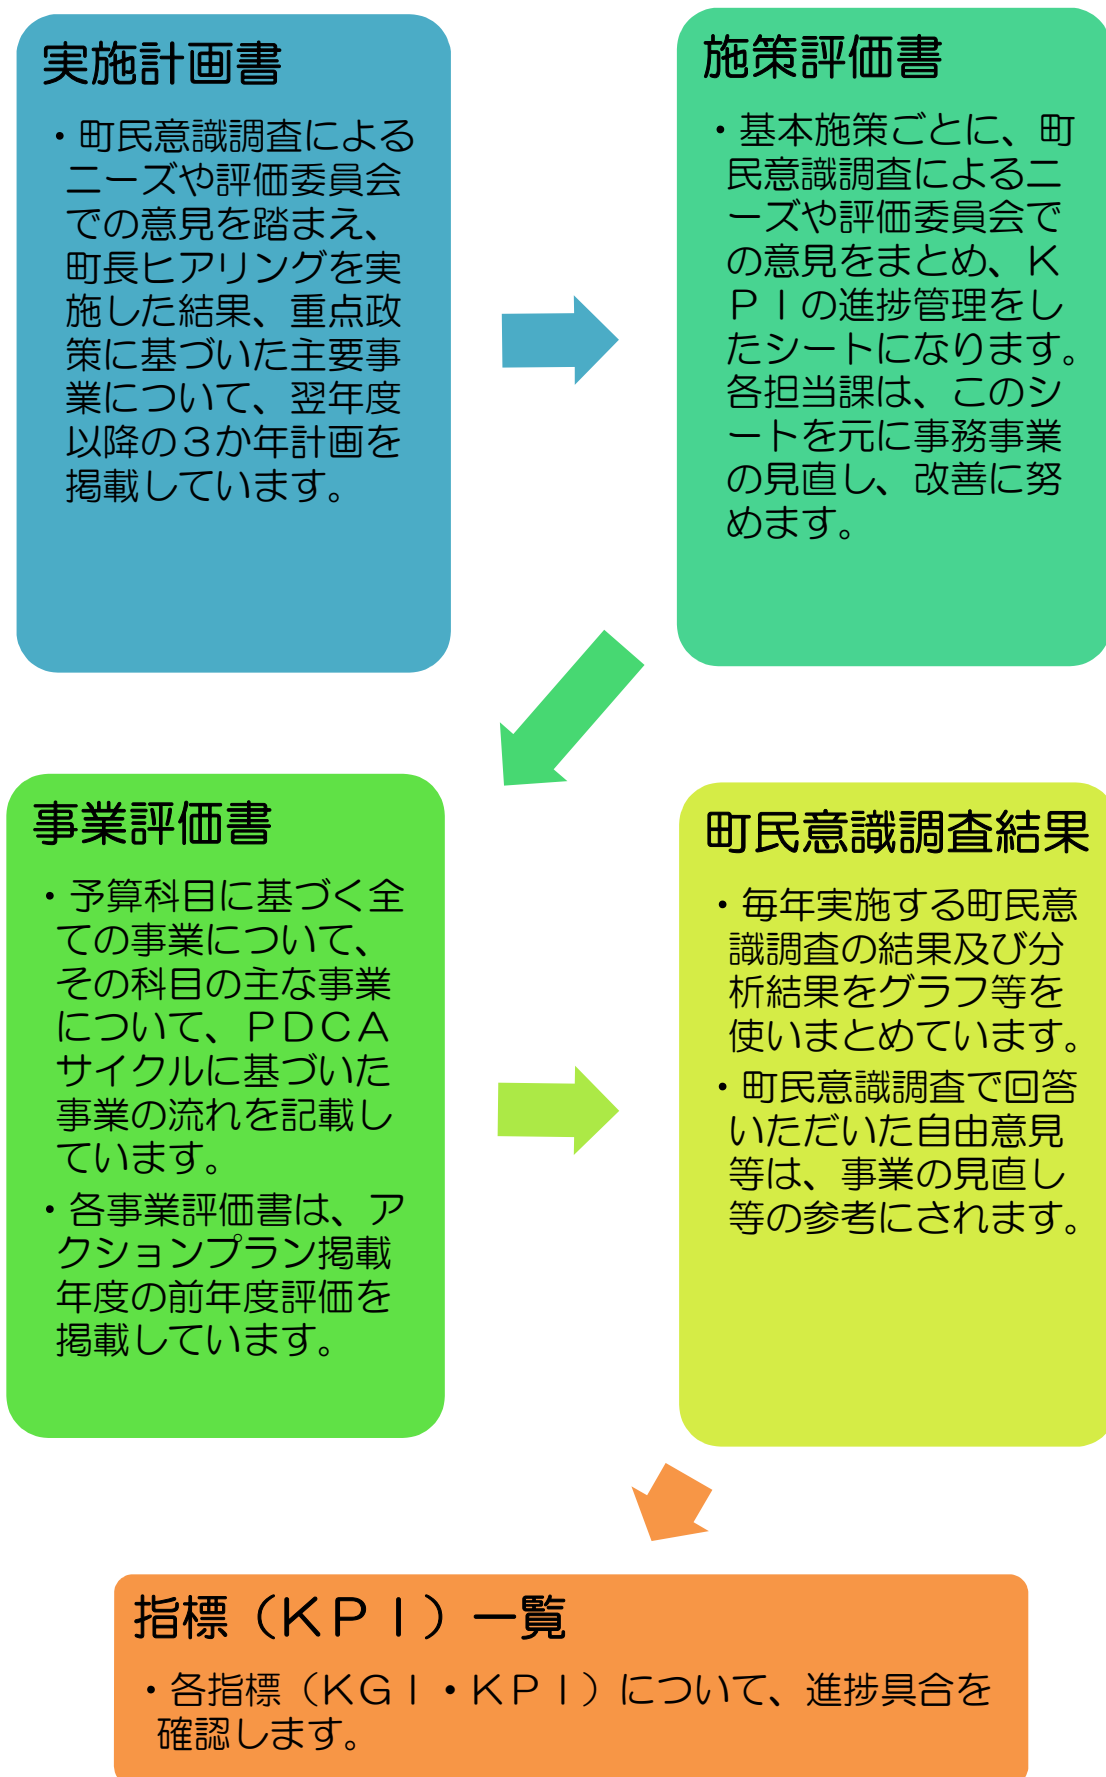 実施計画書
・町民意識調査による
ニーズや評価委員会
での意見を踏まえ、
町長ヒアリングを実
施した結果、重点政
策に基づいた主要事
業について、翌年度
以降の３か年計画を
掲載しています。
施策評価書
・基本施策ごとに、町
民意識調査によるニ
ーズや評価委員会で
の意見をまとめ、Ｋ
ＰＩの進捗管理をし
たシートになります。
各担当課は、このシ
ートを元に事務事業
の見直し、改善に努
めます。
事業評価書
・予算科目に基づく全
ての事業について、
その科目の主な事業
について、ＰＤＣＡ
サイクルに基づいた
事業の流れを記載し
ています。
・各事業評価書は、ア
クションプラン掲載
年度の前年度評価を
掲載しています。
町民意識調査結果
・毎年実施する町民意
識調査の結果及び分
析結果をグラフ等を
使いまとめています。
・町民意識調査で回答
いただいた自由意見
等は、事業の見直し
等の参考にされます。
指標（ＫＰＩ）一覧
・各指標（ＫＧＩ・ＫＰＩ）について、進捗具合を
確認します。